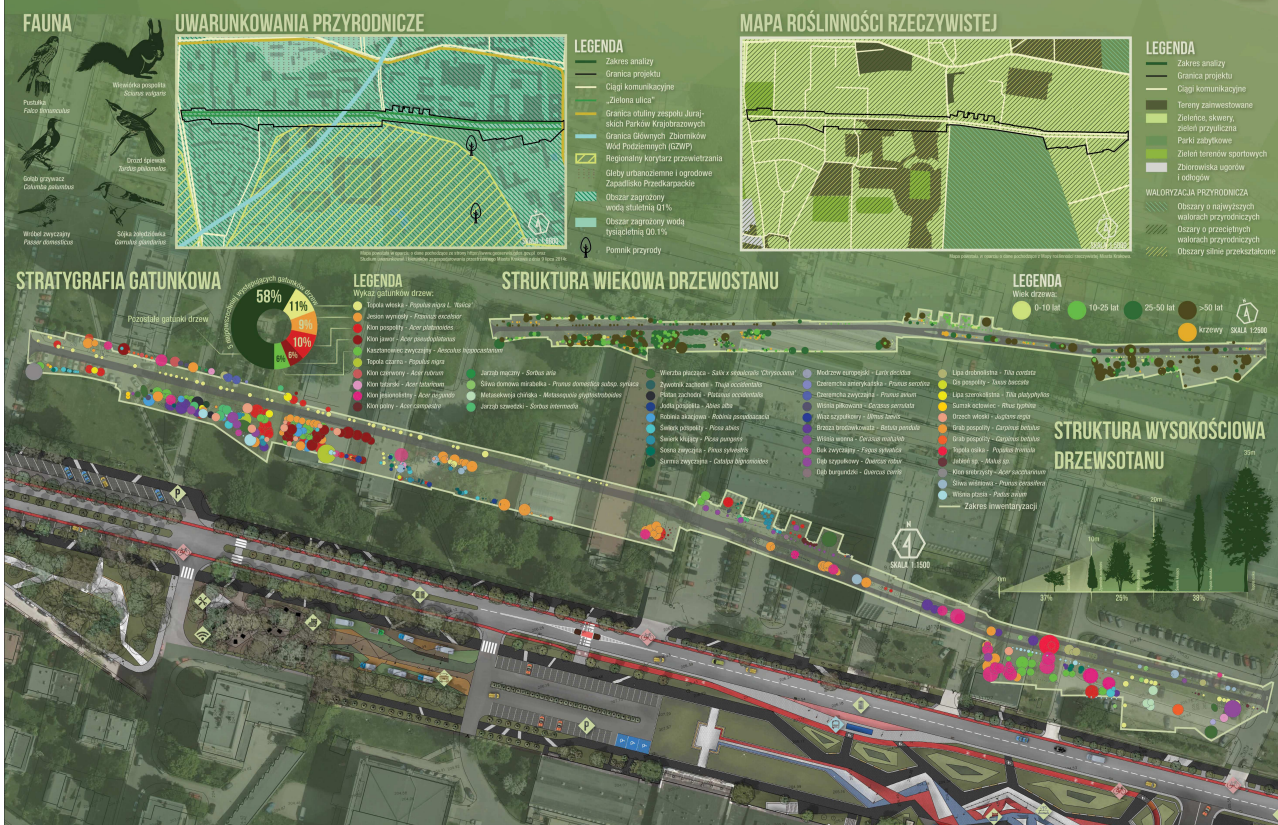 FAUNA
Pustułka
Falco tinnunculus
Wiewiórka pospolita
Sciurus vulgaris
Gołąb grzywacz
Columba palumbus
Drozd śpiewak
Turdus philomelos
Wróbel zwyczajny
Passer domesticus
Sójka żołędziówka
Garrulus glandarius
UWARUNKOWANIA PRZYRODNICZE
LEGENDA
Zakres analizy
Granica projektu
Ciągi komunikacyjne
„Zielona ulica"
Granica otuliny zespołu Juraj-
skich Parków Krajobrazowych
Granica Głównych Zbiorników
Wód Podziemnych (GZWP)
Regionalny korytarz przewietrzania
Gleby urbanoziemne i ogrodowe
Zapadlisko Przedkarpackie
Obszar zagrożony
wodą stuletnią Q1%
Obszar zagrożony wodą
tysiącletnią Q0.1%
Pomnik przyrody
MAPA ROŚLINNOŚCI RZECZYWISTEJ
LEGENDA
Zakres analizy
Granica projektu
Ciągi komunikacyjne
Tereny zainwestowane
Zieleńce, skwery,
zieleń przyuliczna
Parki zabytkowe
Zieleń terenów sportowych
Zbiorowiska ugorów
i odłogów
WALORYZACJA PRZYRODNICZA
Obszary o najwyższych
walorach przyrodniczych
Oszary o przeciętnych
walorach przyrodniczych
Obszary silnie przekształcone
STRATYGRAFIA GATUNKOWA
Pozostałe gatunki drzew
58%
11%
9%
10%
6%
6%
LEGENDA
Wykaz gatunków drzew:
Topola włoska - Populus nigra L. 'Italica'
Jesion wyniosły - Fraxinus excelsior
Klon pospolity - Acer platanoides
Klon jawor - Acer pseudoplatanus
Kasztanowiec zwyczajny - Aesculus hippocastanum
Topola czarna - Populus nigra
Klon czerwony - Acer rubrum
Klon tatarski - Acer tataricum
Klon jesionolistny - Acer negundo
Klon polny - Acer campestre
Jarząb mączny - Sorbus aria
Śliwa domowa mirabelka - Prunus domestica subsp. syriaca
Metasekwoja chińska - Metasequoia glyptostroboides
Jarząb szwedzki - Sorbus intermedia
STRUKTURA WIEKOWA DRZEWOSTANU
LEGENDA
Wiek drzewa:
0-10 lat
10-25 lat
25-50 lat
>50 lat
krzewy
SKALA 1:2500
Wierzba płacząca - Salix x sepulcralis 'Chrysocoma'
Żywotnik zachodni - Thuja occidentalis
Platan zachodni - Platanus occidentalis
Jodła pospolita - Abies alba
Robinia akacjowa - Robinia pseudoacacia
Świerk pospolity - Picea abies
Świerk kłujący - Picea pungens
Sosna zwyczajna - Pinus sylvestris
Surmia zwyczajna - Catalpa bignonioides
Modrzew europejski - Larix decidua
Czeremcha amerykańska - Prunus serotina
Czeremcha zwyczajna - Prunus avium
Wiśnia piłkowana - Cerasus serrulata
Wiąz szypułkowy - Ulmus laevis
Brzoza brodawkowata - Betula pendula
Wiśnia wonna - Cerasus mahaleb
Buk zwyczajny - Fagus sylvatica
Dąb szypułkowy - Quercus robur
Dąb burgundzki - Quercus cerris
Lipa drobnolistna - Tilia cordata
Cis pospolity - Taxus baccata
Lipa szerokolistna - Tilia platyphyllos
Sumak octowiec - Rhus typhina
Orzech włoski - Juglans regia
Grab pospolity - Carpinus betulus
Grab pospolity - Carpinus betulus
Topola osika - Populus tremula
Jabłoń sp. - Malus sp.
Klon srebrzysty - Acer saccharinum
Śliwa wiśniowa - Prunus cerasifera
Wiśnia ptasia - Padus avium
Zakres inwentaryzacji
N
SKALA 1:1500
STRUKTURA WYSOKOŚCIOWA
DRZEWSOTANU
0m
10m
20m
35m
37%
25%
38%
P
P